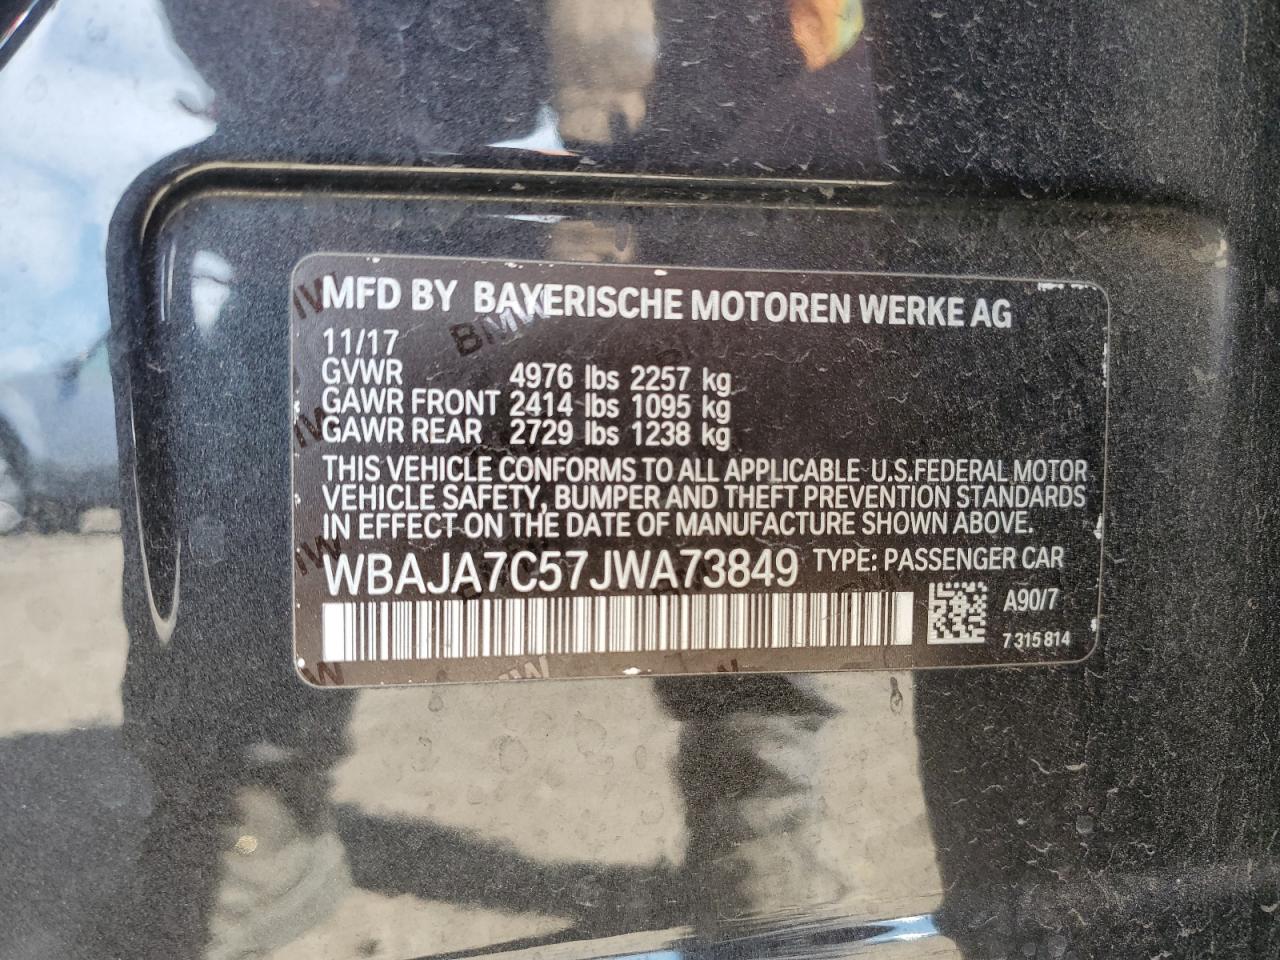 MFD BY BAYERISCHE MOTOREN WERKE AG
11/17
GVWR 4976 lbs 2257 kg
GAWR FRONT 2414 lbs 1095 kg
GAWR REAR 2729 lbs 1238 kg
THIS VEHICLE CONFORMS TO ALL APPLICABLE U.S.FEDERAL MOTOR
VEHICLE SAFETY, BUMPER AND THEFT PREVENTION STANDARDS
IN EFFECT ON THE DATE OF MANUFACTURE SHOWN ABOVE.
WBAJA7C57JWA73849 TYPE: PASSENGER CAR
A90/7
7 315 814
BMW